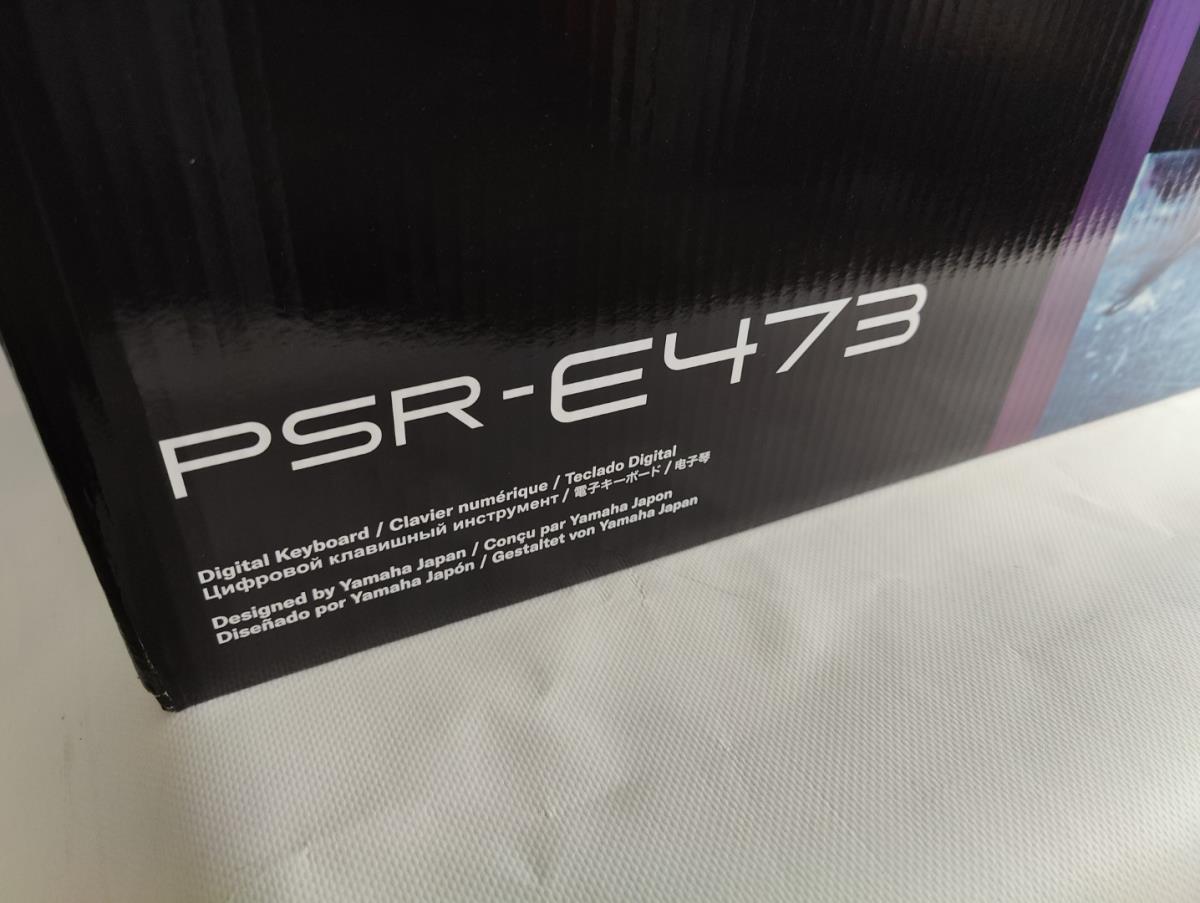 PSR-E473
Digital Keyboard / Clavier numérique / Teclado Digital
Цифровой клавишный инструмент / 電子キーボード / 电子琴
Designed by Yamaha Japan / Conçu par Yamaha Japon
Diseñado por Yamaha Japón / Gestaltet von Yamaha Japan